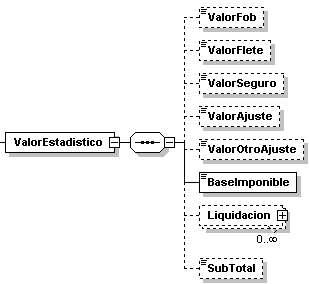 ValorFob
ValorFlete
ValorSeguro
ValorAjuste
ValorEstadistico
ValorOtroAjuste
BaseImponible
Liquidacion
0..∞
SubTotal